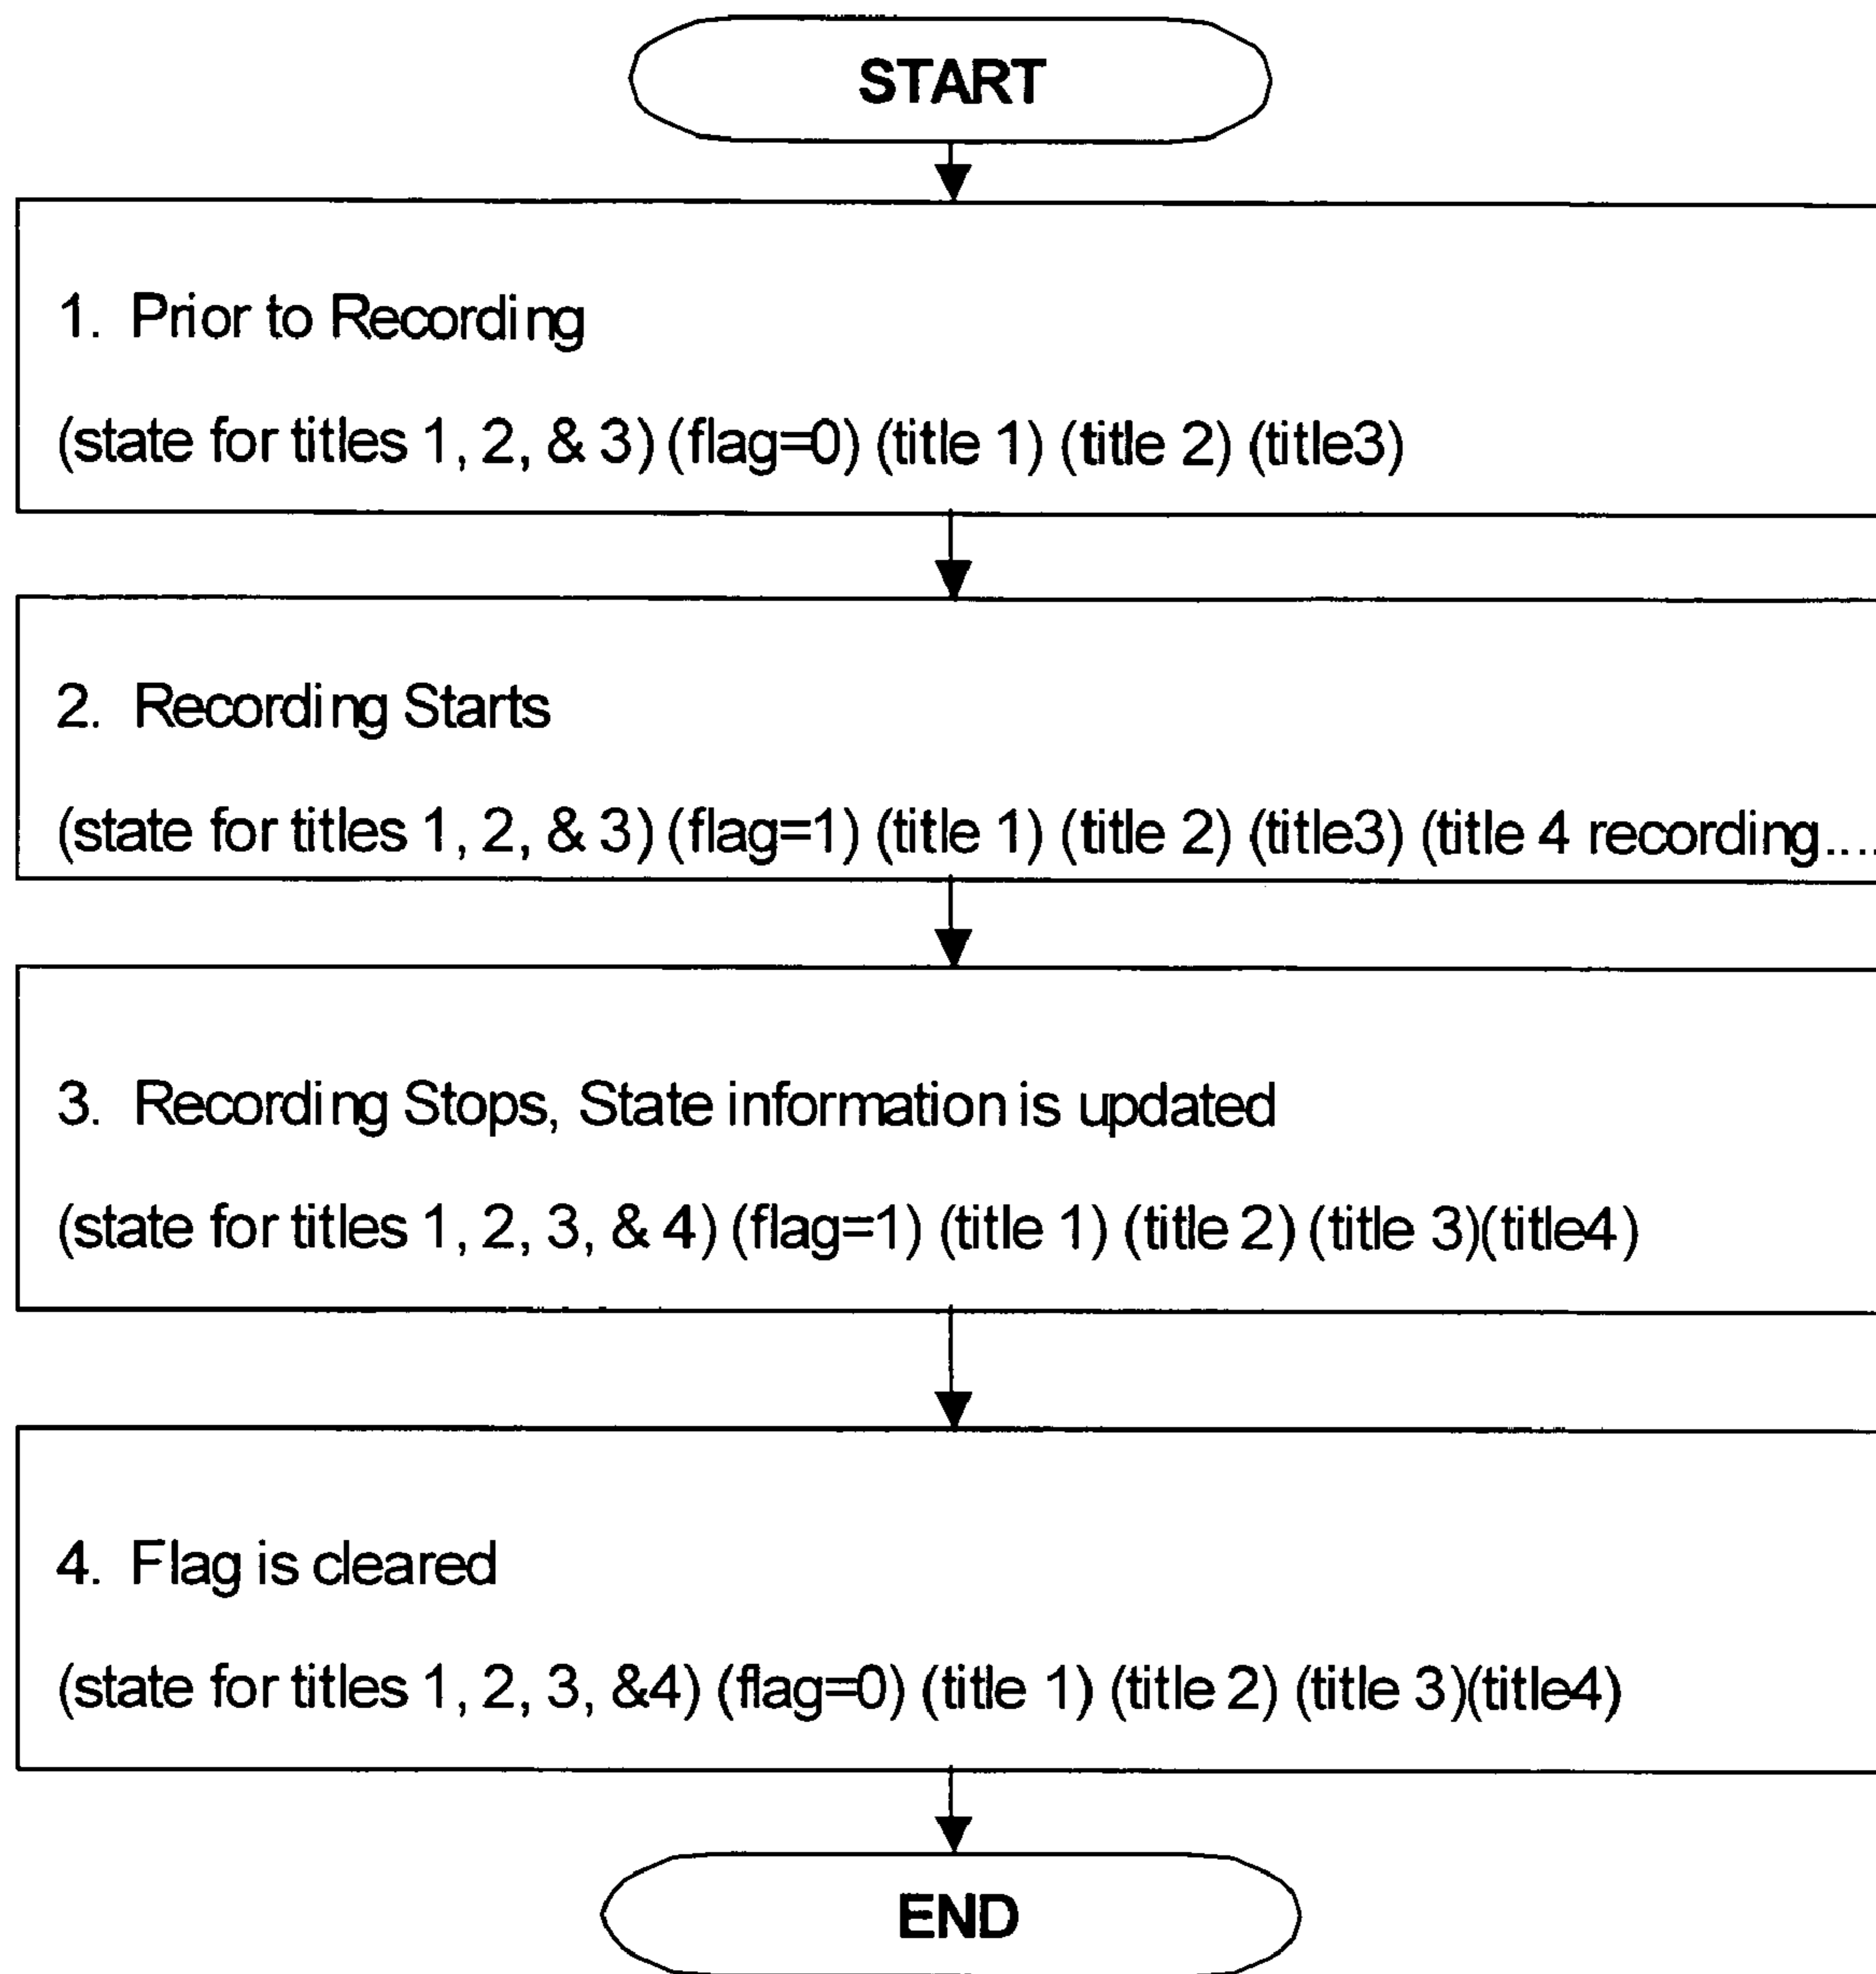 START
1. Prior to Recording
(state for titles 1, 2, & 3) (flag=0) (title 1) (title 2) (title3)
2. Recording Starts
(state for titles 1, 2, & 3) (flag=1) (title 1) (title 2) (title3) (title 4 recording....
3. Recording Stops, State information is updated
(state for titles 1, 2, 3, & 4) (flag=1) (title 1) (title 2) (title 3)(title4)
4. Flag is cleared
(state for titles 1, 2, 3, &4) (flag=0) (title 1) (title 2) (title 3)(title4)
END